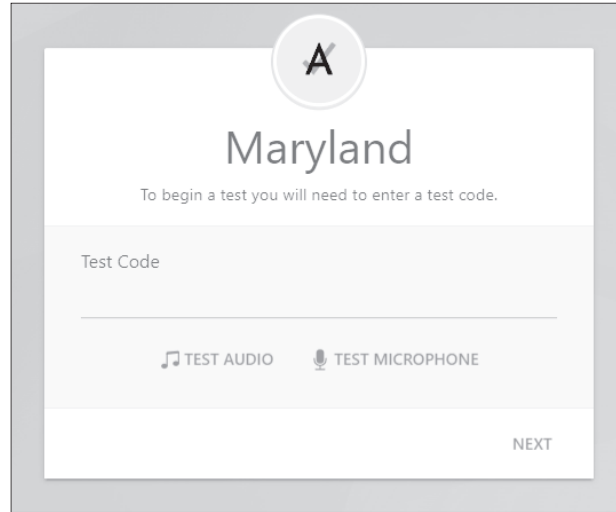 A
Maryland
To begin a test you will need to enter a test code.
Test Code
TEST AUDIO TEST MICROPHONE
NEXT